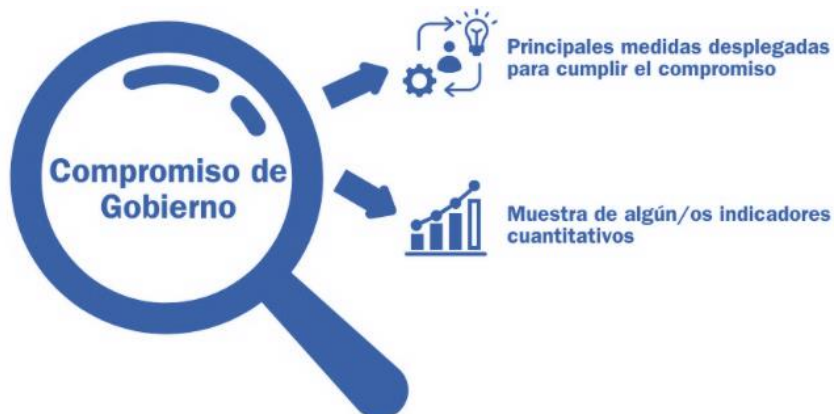 Compromiso de
Gobierno
Principales medidas desplegadas
para cumplir el compromiso
Muestra de algún/os indicadores
cuantitativos